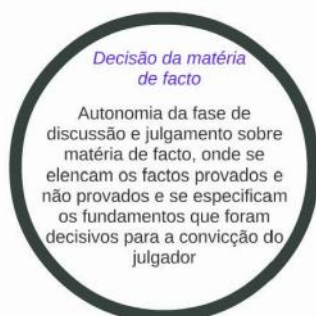 Decisão da matéria
de facto
Autonomia da fase de
discussão e julgamento sobre
matéria de facto, onde se
elencam os factos provados e
não provados e se especificam
os fundamentos que foram
decisivos para a convicção do
julgador